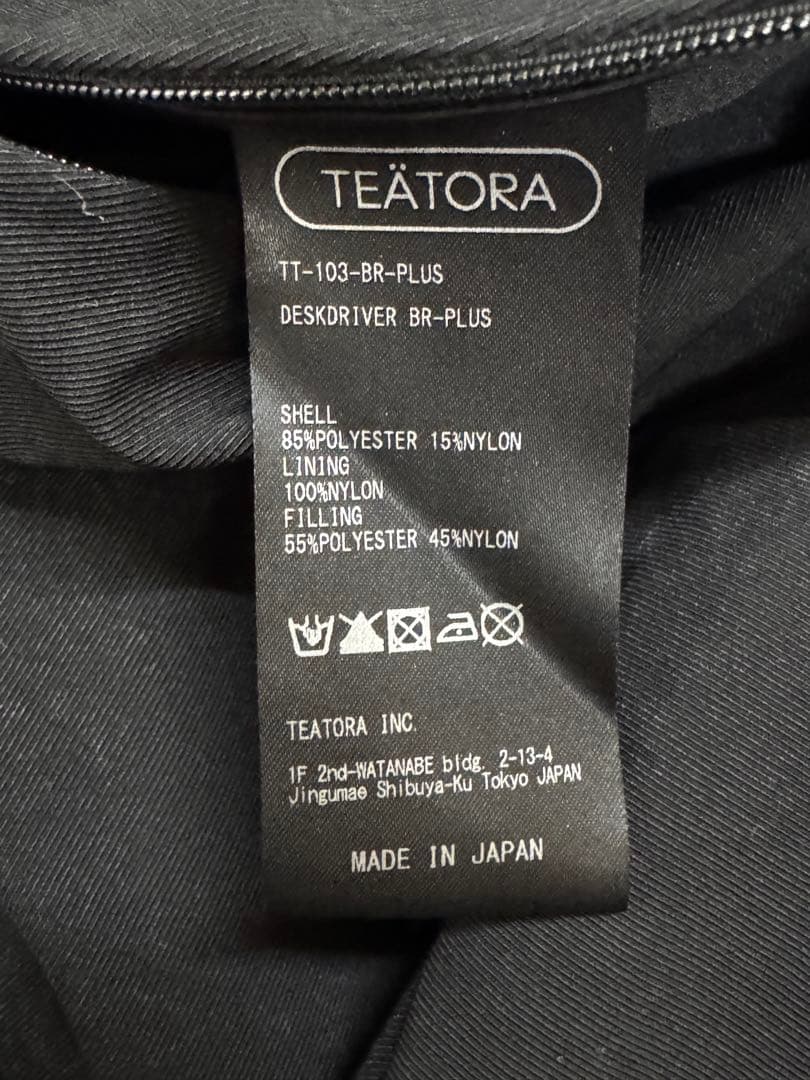 TEÄTORA
TT-103-BR-PLUS
DESKDRIVER BR-PLUS
SHELL
85%POLYESTER 15%NYLON
LINING
100%NYLON
FILLING
55%POLYESTER 45%NYLON
TEATORA INC.
1F 2nd-WATANABE bldg. 2-13-4
Jingumae Shibuya-Ku Tokyo JAPAN
MADE IN JAPAN